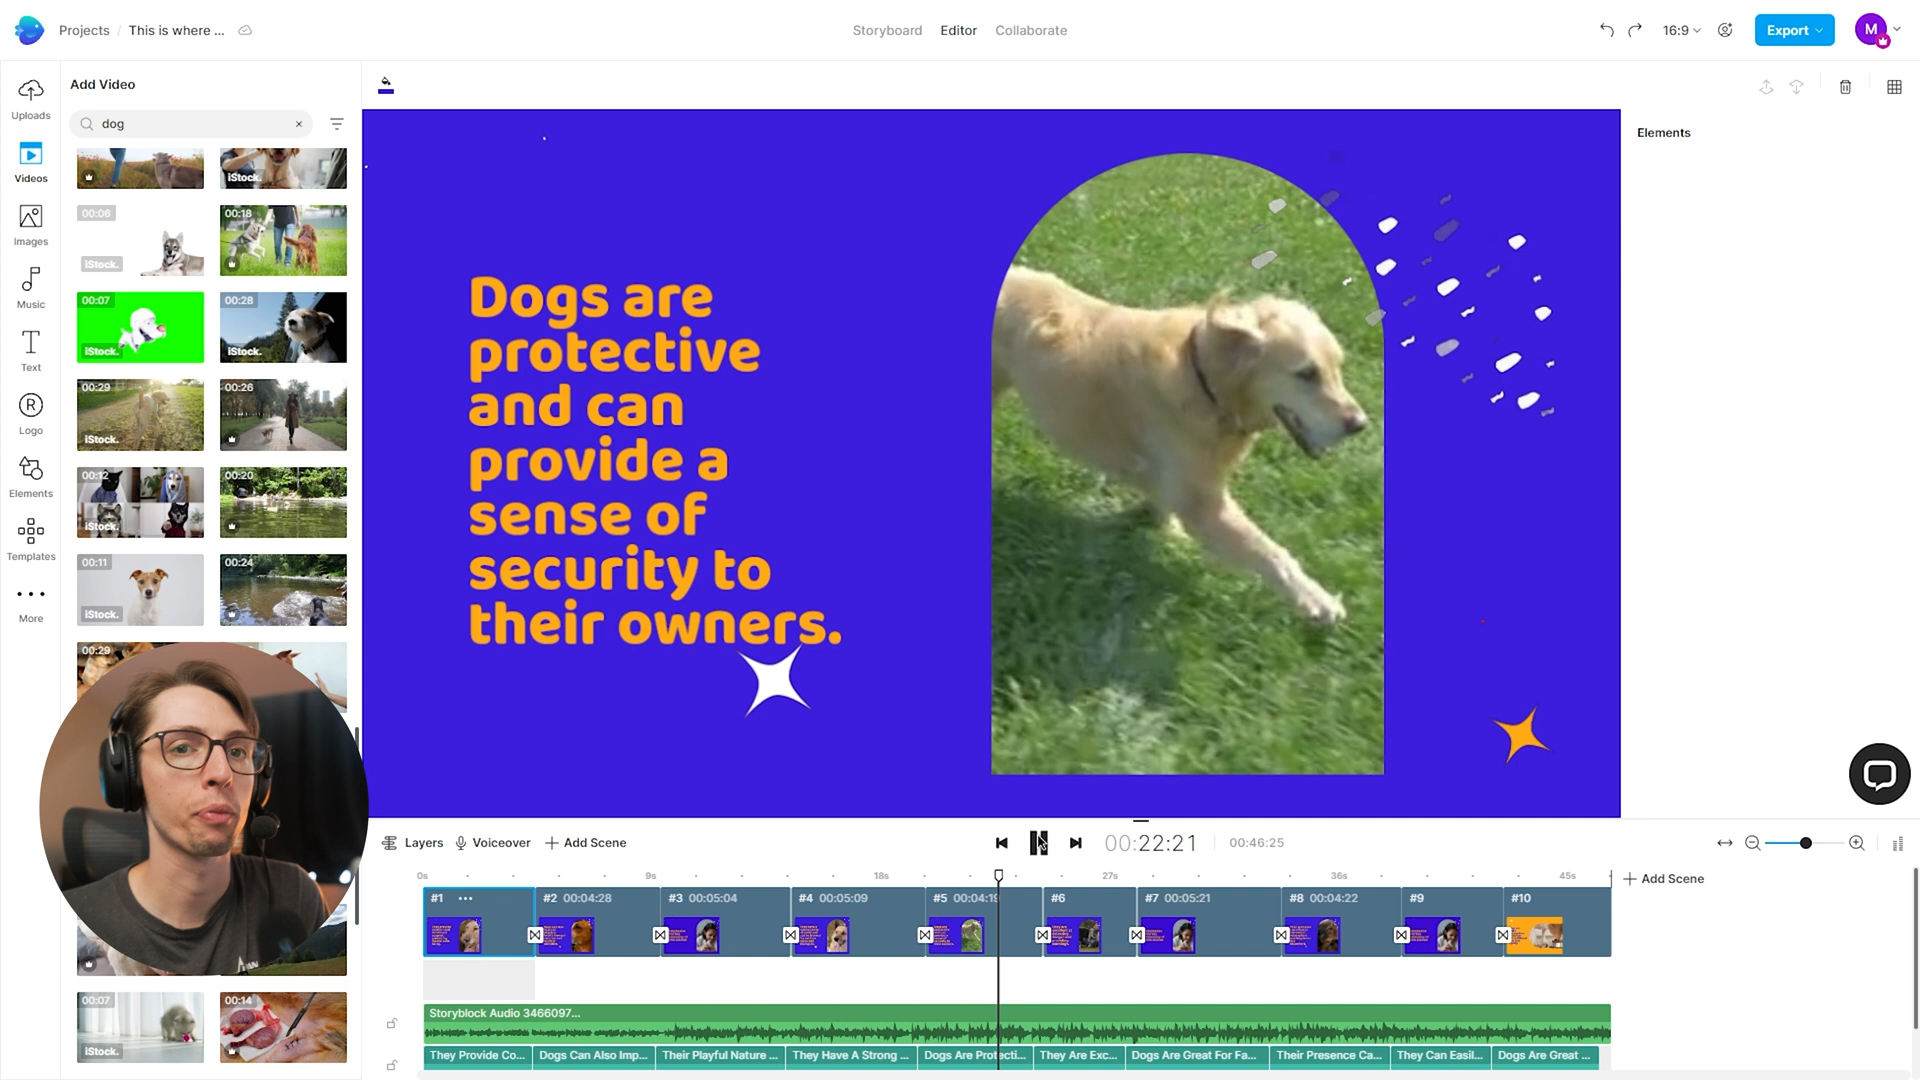 Projects / This is where ...
Storyboard Editor Collaborate
16:9
Export
M
Add Video
Uploads
dog
Videos
Images
Music
Text
Logo
Elements
Templates
More
iStock.
00:06
iStock.
00:18
00:07
iStock.
00:28
iStock.
00:29
iStock.
00:26
00:12
iStock.
00:20
00:11
iStock.
00:24
00:29
00:07
iStock.
00:14
Dogs are
protective
and can
provide a
sense of
security to
their owners.
Elements
Layers Voiceover + Add Scene
00:22:21 00:46:25
0s 9s 18s 27s 36s 45s
+ Add Scene
#1 ...
#2 00:04:28
#3 00:05:04
#4 00:05:09
#5 00:04:19
#6
#7 00:05:21
#8 00:04:22
#9
#10
Storyblock Audio 3466097...
They Provide Co...
Dogs Can Also Imp...
Their Playful Nature ...
They Have A Strong ...
Dogs Are Protecti...
They Are Exc...
Dogs Are Great For Fa...
Their Presence Ca...
They Can Easil...
Dogs Are Great ...